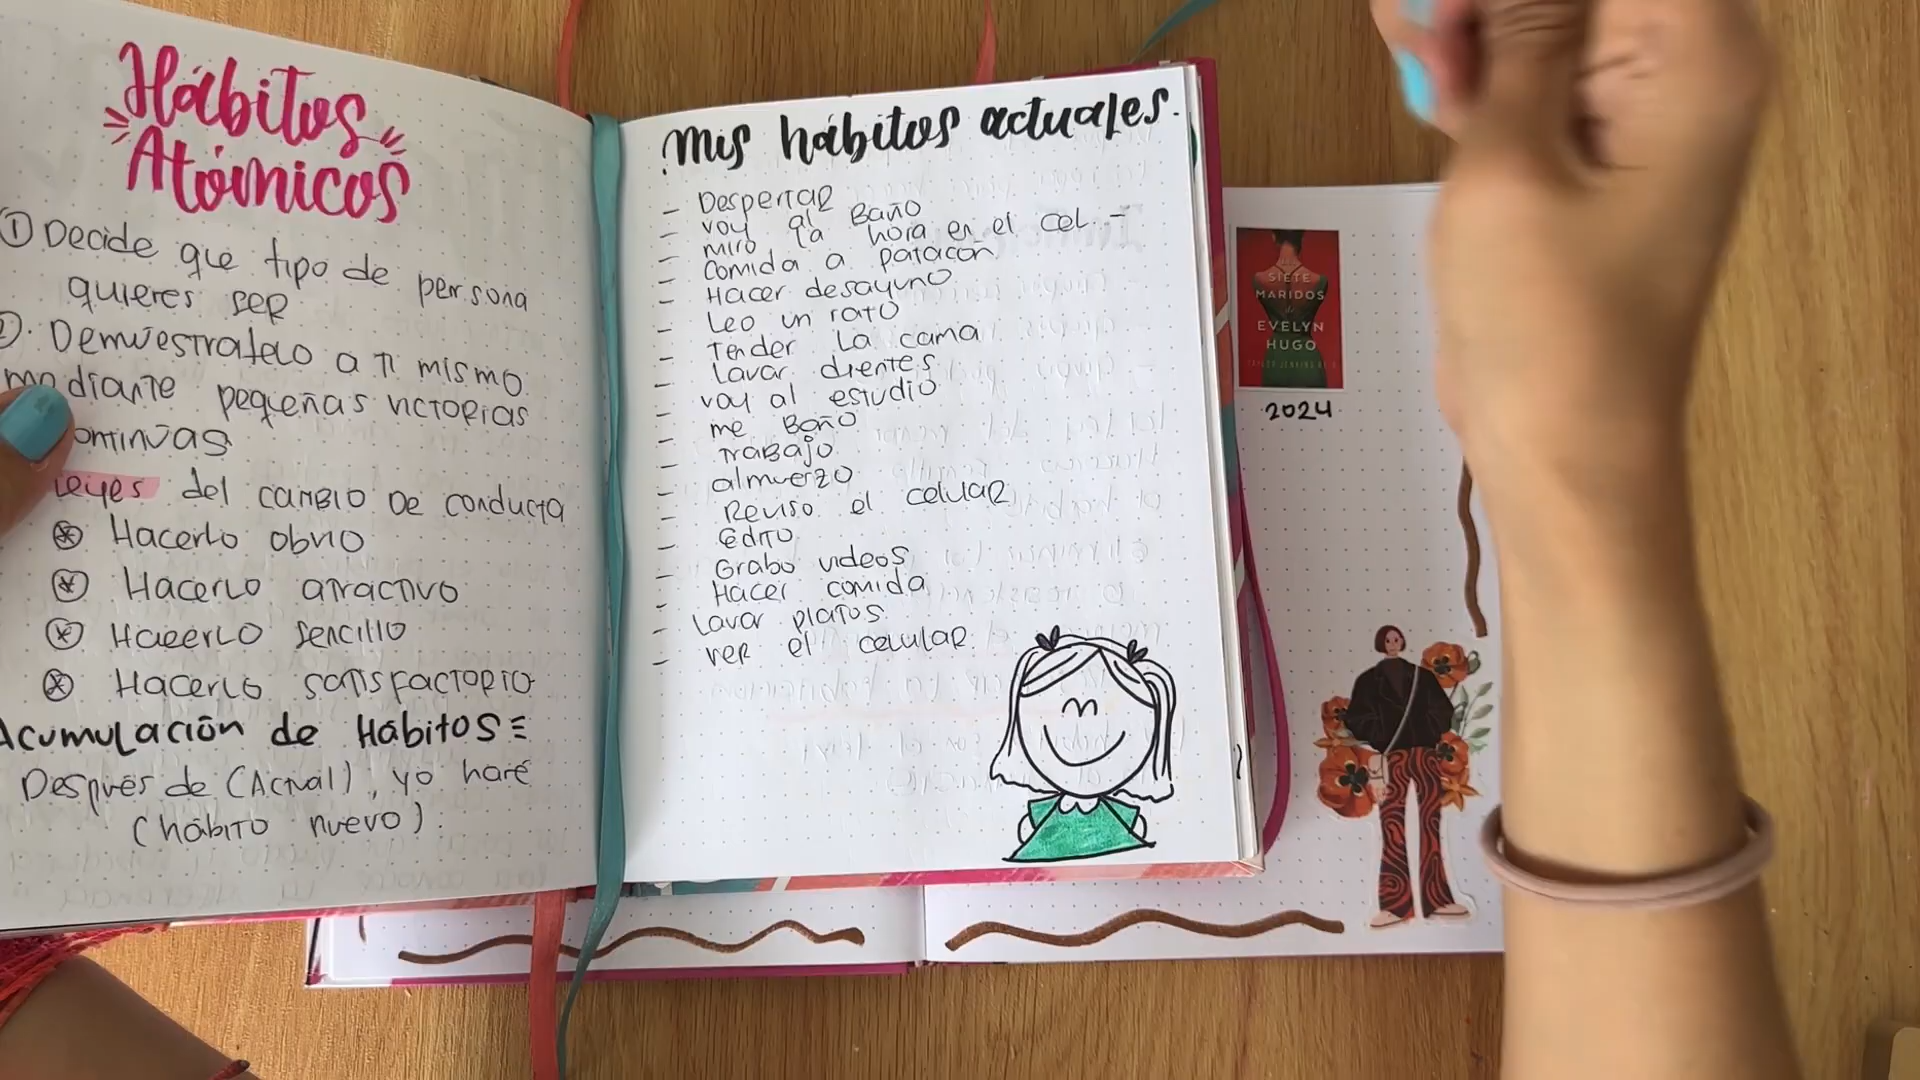 Hábitos
Atómicos
① Decide que tipo de persona
quieres ser
2. Demuestratelo a ti mismo
mediante pequeñas victorias
continuas
Leyes del cambio de conducta
Hacerlo obvio
Hacerlo atractivo
Hacerlo sencillo
Hacerlo satisfactorio
Acumulación de Hábitos
Después de (Actual), yo haré
(hábito nuevo).
Mis hábitos actuales.
- Despertar
- voy al Baño
- miro la hora en el cel -
- Comida a patacón
- Hacer desayuno
- Leo un rato
- Tender la cama
- Lavar dientes
- voy al estudio
- me Baño
- Trabajo
- almuerzo
- Reviso el celular
- Edito
- Grabo videos
- Hacer comida
- Lavar platos
- ver el celular.
SIETE
MARIDOS
de
EVELYN
HUGO
2024